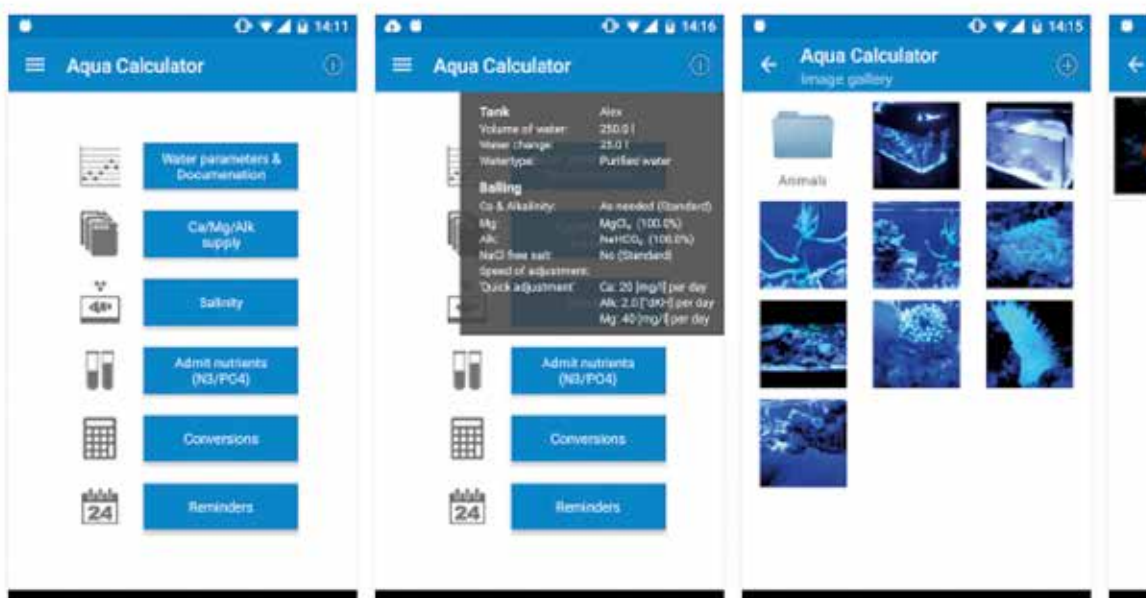 14:11
Aqua Calculator
Water parameters &
Documenation
Ca/Mg/Alk
supply
Salinity
Admit nutrients
(N3/PO4)
Conversions
24
Reminders
14:16
Aqua Calculator
Tank Alex
Volume of water: 250.0 l
Water change: 25.0 l
Watertype: Purified water
Balling
Ca & Alkalinity: As needed (Standard)
Mg: MgCl₂ (100.0%)
Alk: NaHCO₃ (100.0%)
NaCl free salt: No (Standard)
Speed of adjustment:
'Quick adjustment' Ca: 20 [mg/l] per day
Alk: 2.0 [°dKH] per day
Mg: 40 [mg/l] per day
Admit nutrients
(N3/PO4)
Conversions
24
Reminders
14:15
Aqua Calculator
Image gallery
Animals